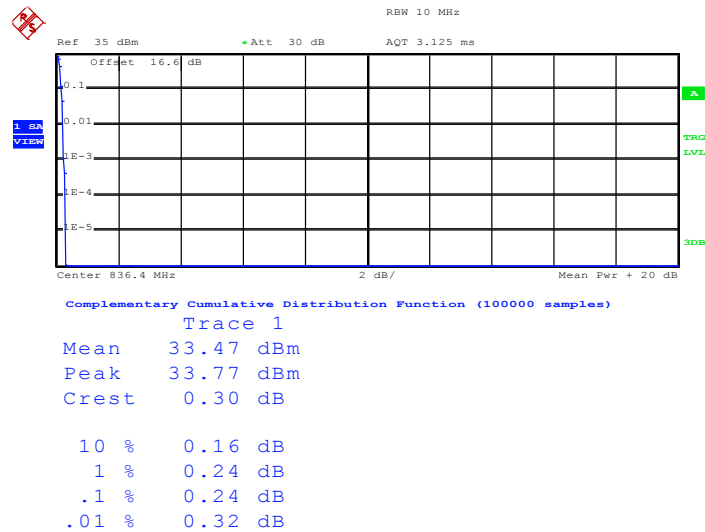 RBW 10 MHz
Ref 35 dBm *Att 30 dB AQT 3.125 ms
Offset 16.6 dB
0.1
A
0.01
1 SA
VIEW
TRG
LVL
1E-3
1E-4
1E-5
3DB
Center 836.4 MHz 2 dB/ Mean Pwr + 20 dB
Complementary Cumulative Distribution Function (100000 samples)
Trace 1
Mean 33.47 dBm
Peak 33.77 dBm
Crest 0.30 dB
10 % 0.16 dB
1 % 0.24 dB
.1 % 0.24 dB
.01 % 0.32 dB